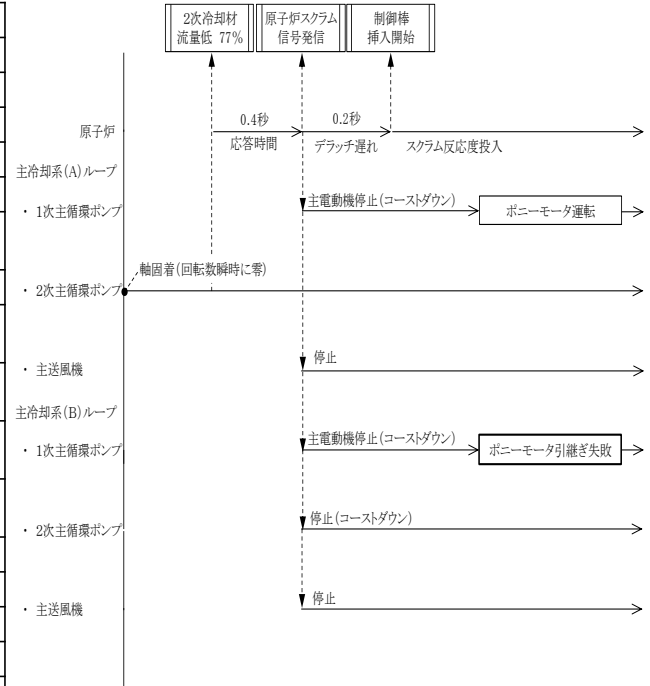 2次冷却材
流量低 77%
原子炉スクラム
信号発信
制御棒
挿入開始
0.4秒
0.2秒
原子炉
応答時間
デラッチ遅れ
スクラム反応度投入
主冷却系(A)ループ
主電動機停止(コーストダウン)
・ 1次主循環ポンプ
ポニーモータ運転
軸固着(回転数瞬時に零)
・ 2次主循環ポンプ
停止
・ 主送風機
主冷却系(B)ループ
主電動機停止(コーストダウン)
・ 1次主循環ポンプ
ポニーモータ引継ぎ失敗
停止(コーストダウン)
・ 2次主循環ポンプ
停止
・ 主送風機